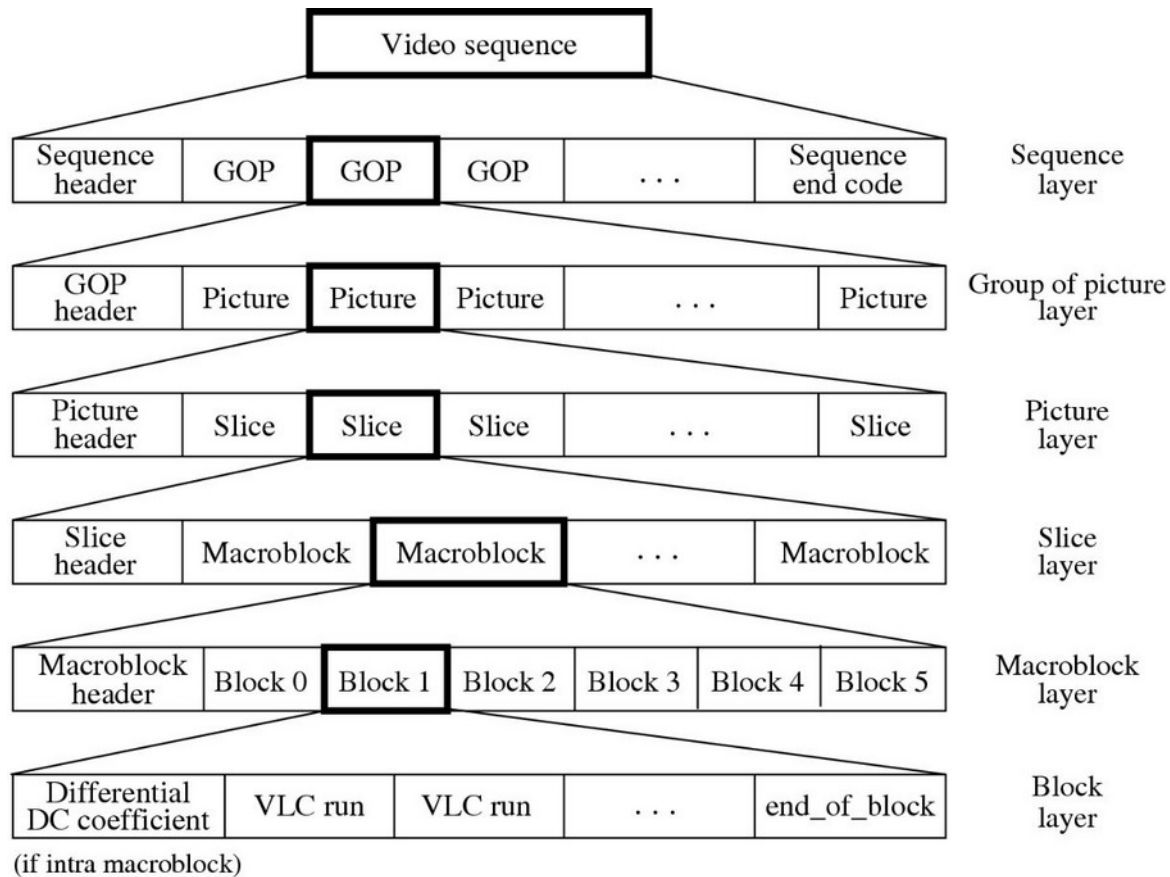 Video sequence
Sequence header GOP GOP GOP . . . Sequence end code Sequence layer
GOP header Picture Picture Picture . . . Picture Group of picture layer
Picture header Slice Slice Slice . . . Slice Picture layer
Slice header Macroblock Macroblock . . . Macroblock Slice layer
Macroblock header Block 0 Block 1 Block 2 Block 3 Block 4 Block 5 Macroblock layer
Differential DC coefficient VLC run VLC run . . . end_of_block Block layer
(if intra macroblock)